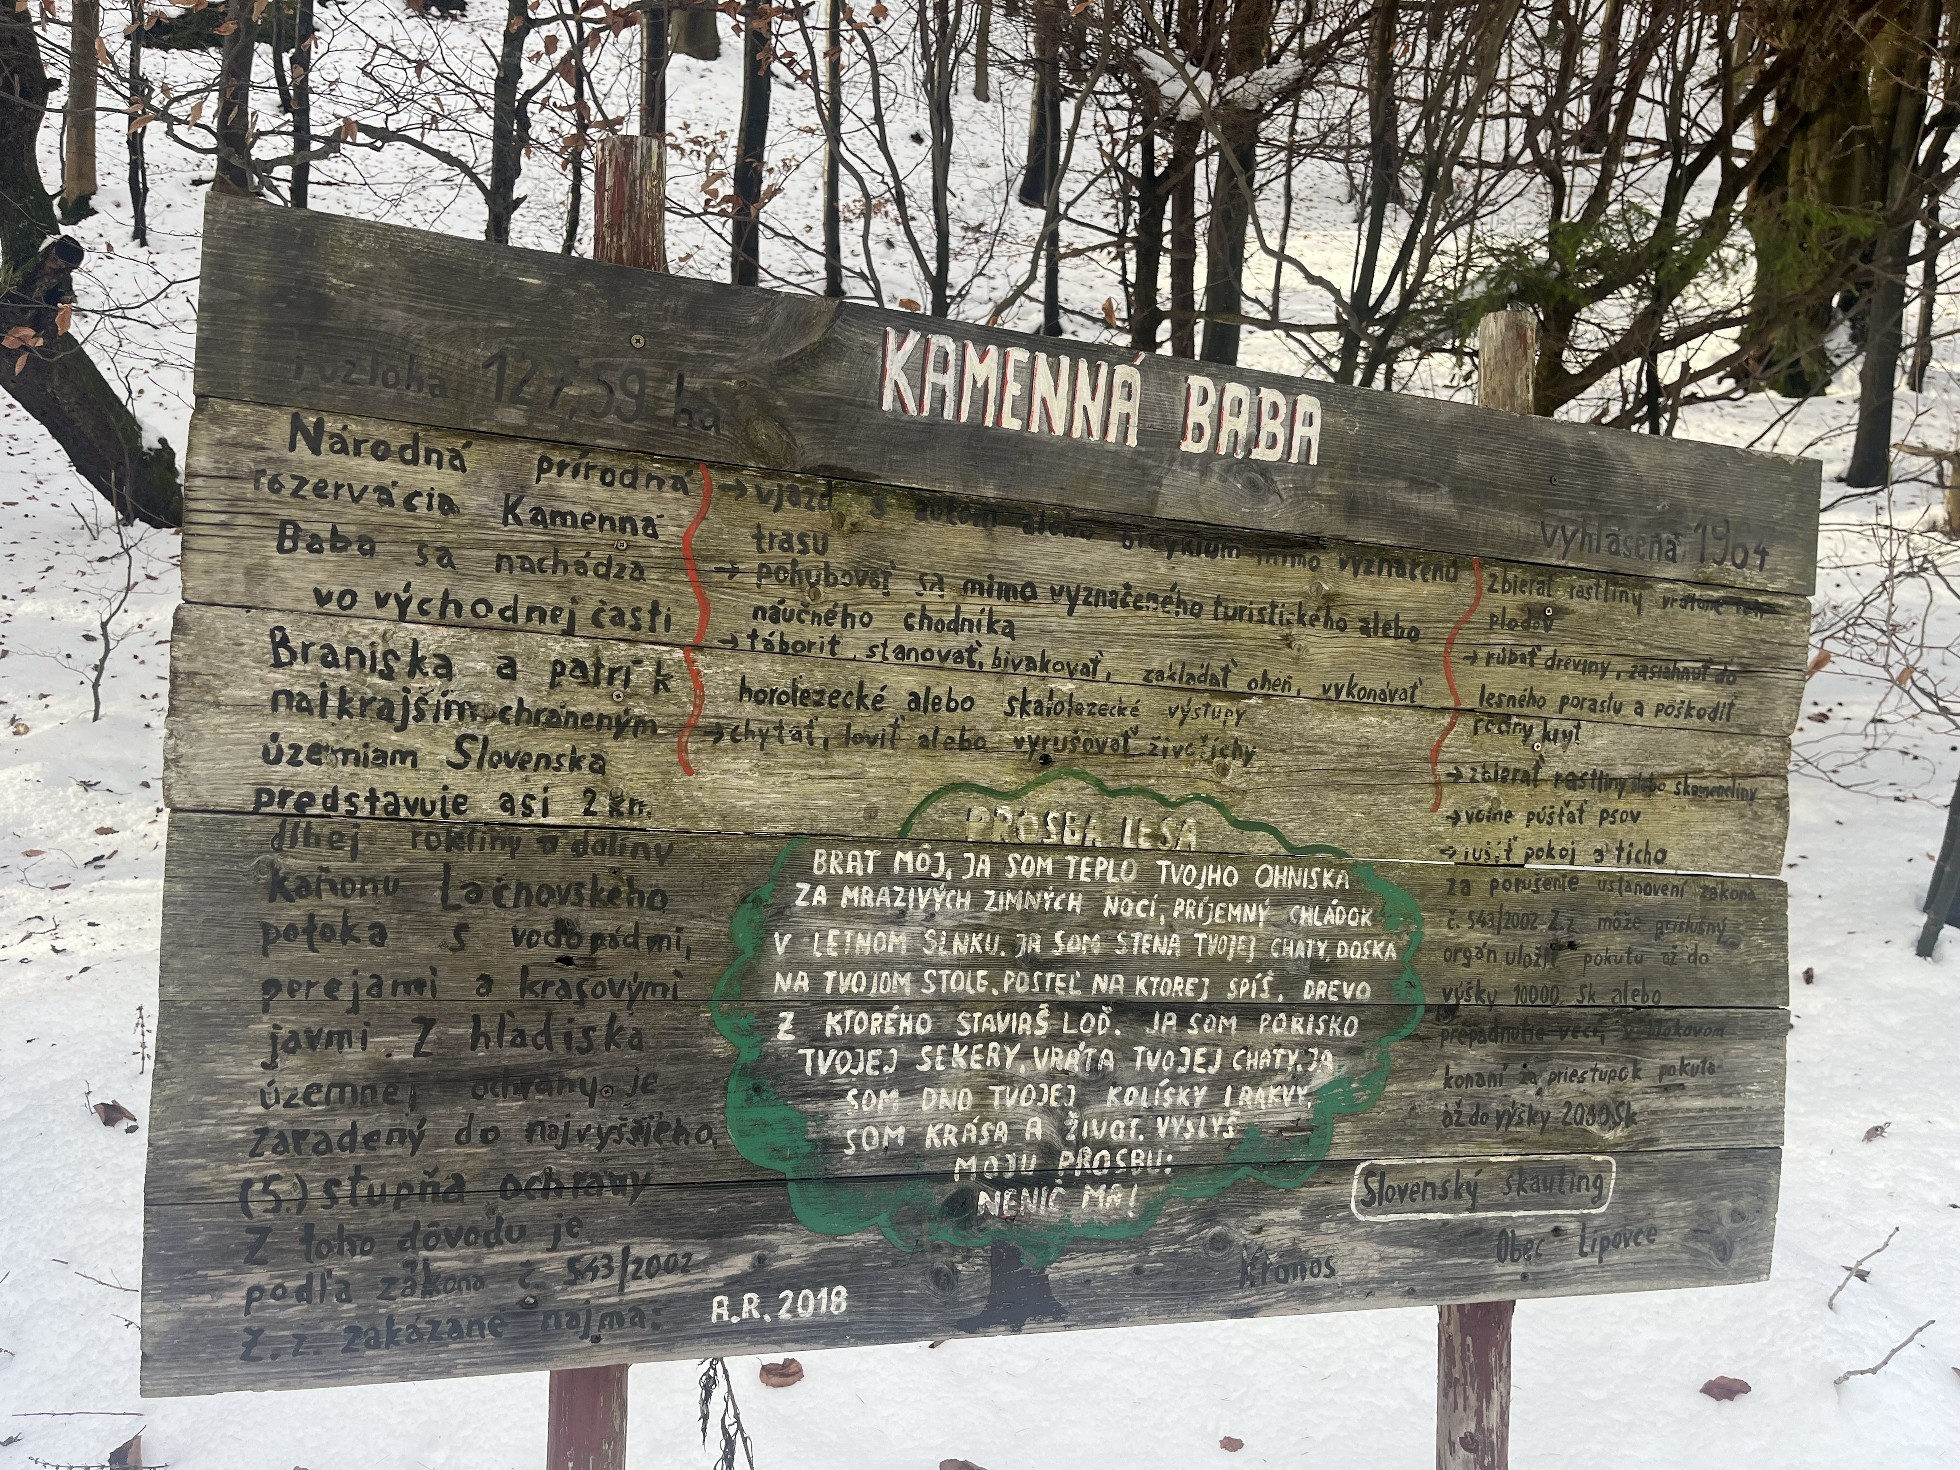 KAMENNÁ BABA
rozloha 127,59 ha
vyhlásená 1964
Národná prírodná
rezervácia Kamenná
Baba sa nachádza
vo východnej časti
Braniska a patrí k
najkrajším chráneným
územiam Slovenska
predstavuje asi 2 km
dlhej rokliny a doliny
kaňonu Lačnovského
potoka s vodopádmi,
perejami a krasovými
javmi. Z hľadiska
územnej ochrany je
zaradený do najvyššieho
(5.) stupňa ochrany
Z toho dôvodu je
podľa zákona č. 543/2002
Z.z. zakázané najmä:
→ vjazd s autom alebo bicyklom mimo vyznačenú
trasu
→ pohybovať sa mimo vyznačeného turistického alebo
náučného chodníka
→ táboriť, stanovať, bivakovať, zakladať oheň, vykonávať
horolezecké alebo skalolezecké výstupy
→ chytať, loviť alebo vyrušovať živočíchy
zbierať rastliny vrátane ich
plodov
→ rúbať dreviny, zasiahnuť do
lesného porastu a poškodiť
kryt
→ zbierať rastliny alebo skameneliny
→ voľne púšťať psov
→ rušiť pokoj a ticho
za porušenie ustanovení zákona
č. 543/2002 Z.z. môže príslušný
orgán uložiť pokutu až do
výšky 10000 Sk alebo
prepadnutie veci, v blokovom
konaní za priestupok pokuta
až do výšky 2000 Sk
PROSBA LESA
BRAT MÔJ, JA SOM TEPLO TVOJHO OHNISKA
ZA MRAZIVÝCH ZIMNÝCH NOCÍ, PRÍJEMNÝ CHLÁDOK
V LETNOM SLNKU. JA SOM STENA TVOJEJ CHATY, DOSKA
NA TVOJOM STOLE, POSTEĽ NA KTOREJ SPÍŠ, DREVO
Z KTORÉHO STAVIAŠ LOĎ. JA SOM PORISKO
TVOJEJ SEKERY, VRÁTA TVOJEJ CHATY. JA
SOM DNO TVOJEJ KOLÍSKY I RAKVY,
SOM KRÁSA A ŽIVOT. VYSLYŠ
MOJU PROSBU:
NENIČ MA!
Slovenský skauting
Obec Lipovce
Kronos
A.R. 2018